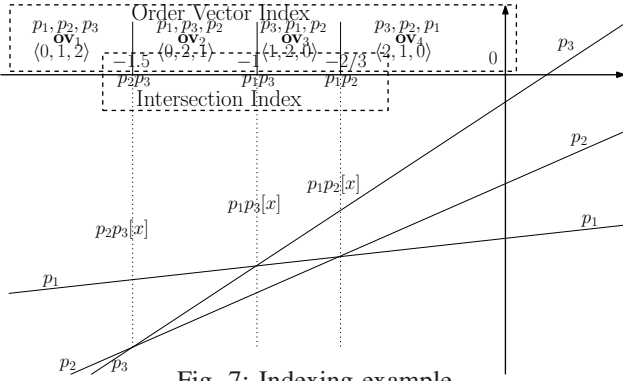 Order Vector Index
p₁, p₂, p₃ p₁, p₃, p₂ p₃, p₁, p₂ p₃, p₂, p₁
ov₁ ov₂ ov₃ ov₄
⟨0, 1, 2⟩ ⟨0, 2, 1⟩ ⟨1, 2, 0⟩ ⟨2, 1, 0⟩
−1.5 −1 −2/3 0
p₂p₃ p₁p₃ p₁p₂
Intersection Index
p₃
p₂
p₁p₂[x]
p₁p₃[x]
p₁
p₂p₃[x]
p₁
p₂ p₃
Fig. 7: Indexing example